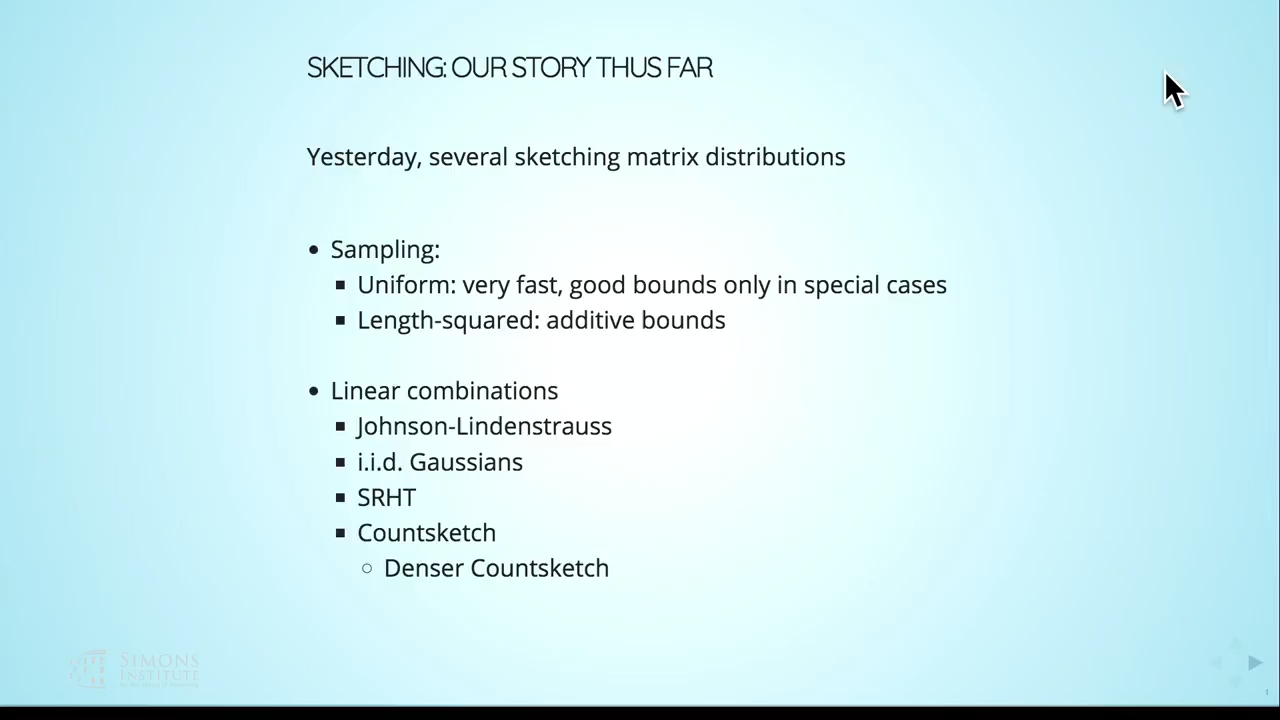 SKETCHING: OUR STORY THUS FAR
Yesterday, several sketching matrix distributions
• Sampling:
▪ Uniform: very fast, good bounds only in special cases
▪ Length-squared: additive bounds
• Linear combinations
▪ Johnson-Lindenstrauss
▪ i.i.d. Gaussians
▪ SRHT
▪ Countsketch
○ Denser Countsketch
SIMONS
INSTITUTE
1